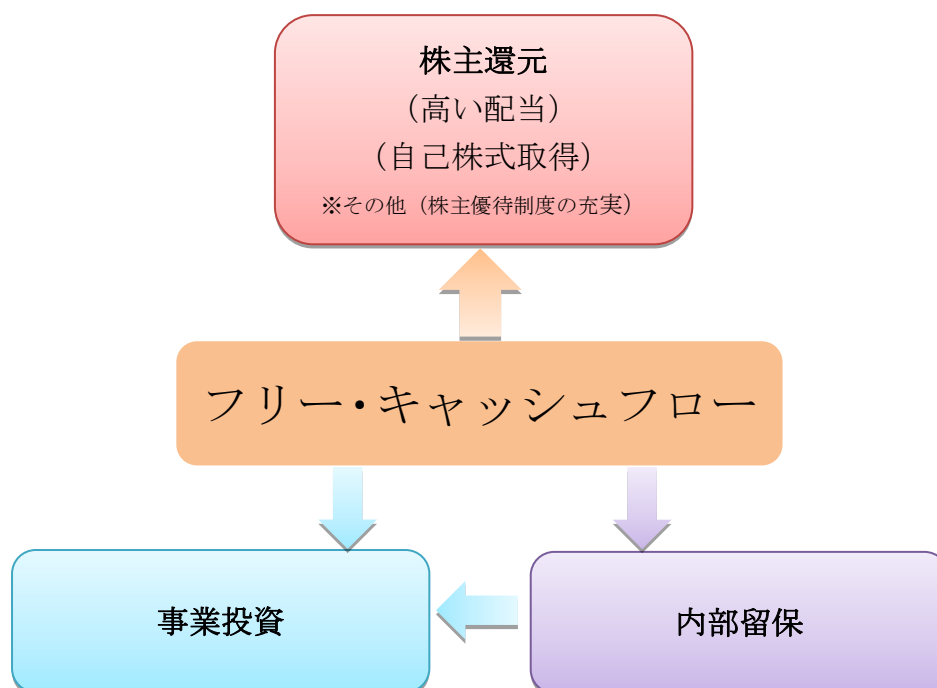 株主還元
（高い配当）
（自己株式取得）
※その他（株主優待制度の充実）
フリー・キャッシュフロー
事業投資
内部留保